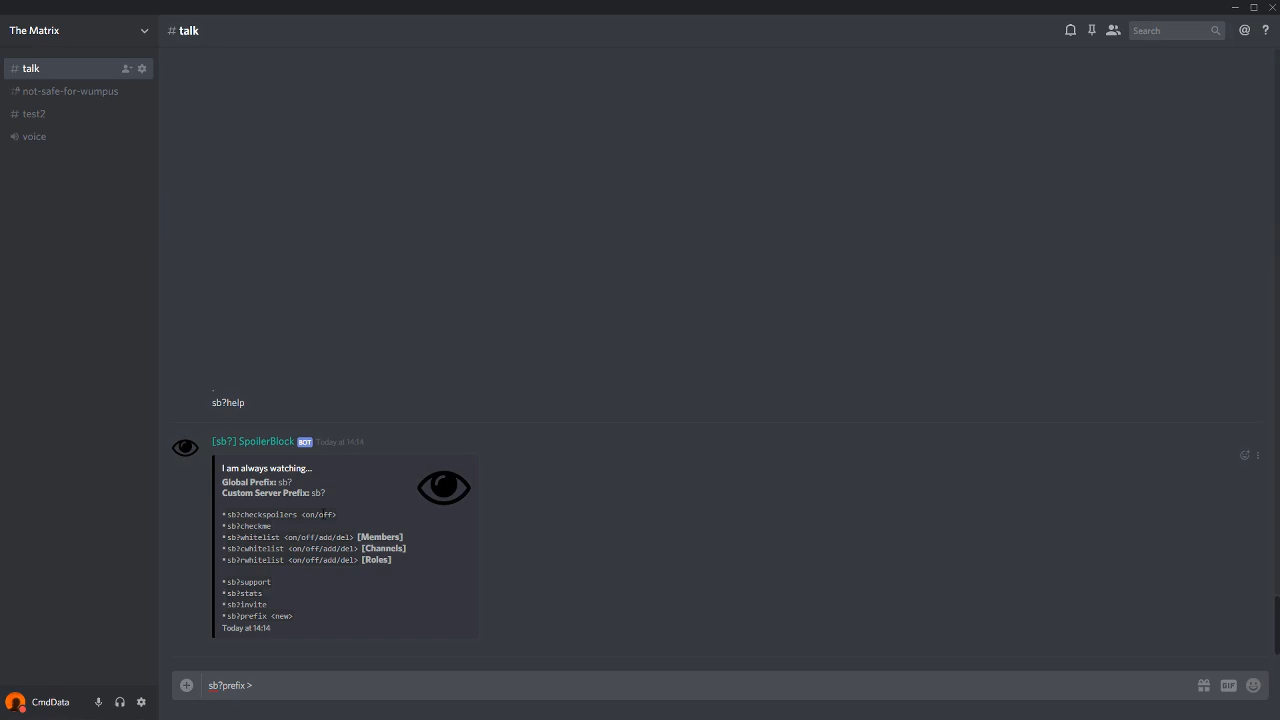 The Matrix
# talk
Search
@
?
# talk
not-safe-for-wumpus
# test2
voice
.
sb?help
[sb?] SpoilerBlock BOT Today at 14:14
I am always watching...
Global Prefix: sb?
Custom Server Prefix: sb?
• sb?checkspoilers <on/off>
• sb?checkme
• sb?whitelist <on/off/add/del> [Members]
• sb?cwhitelist <on/off/add/del> [Channels]
• sb?rwhitelist <on/off/add/del> [Roles]
• sb?support
• sb?stats
• sb?invite
• sb?prefix <new>
Today at 14:14
sb?prefix >
GIF
CmdData